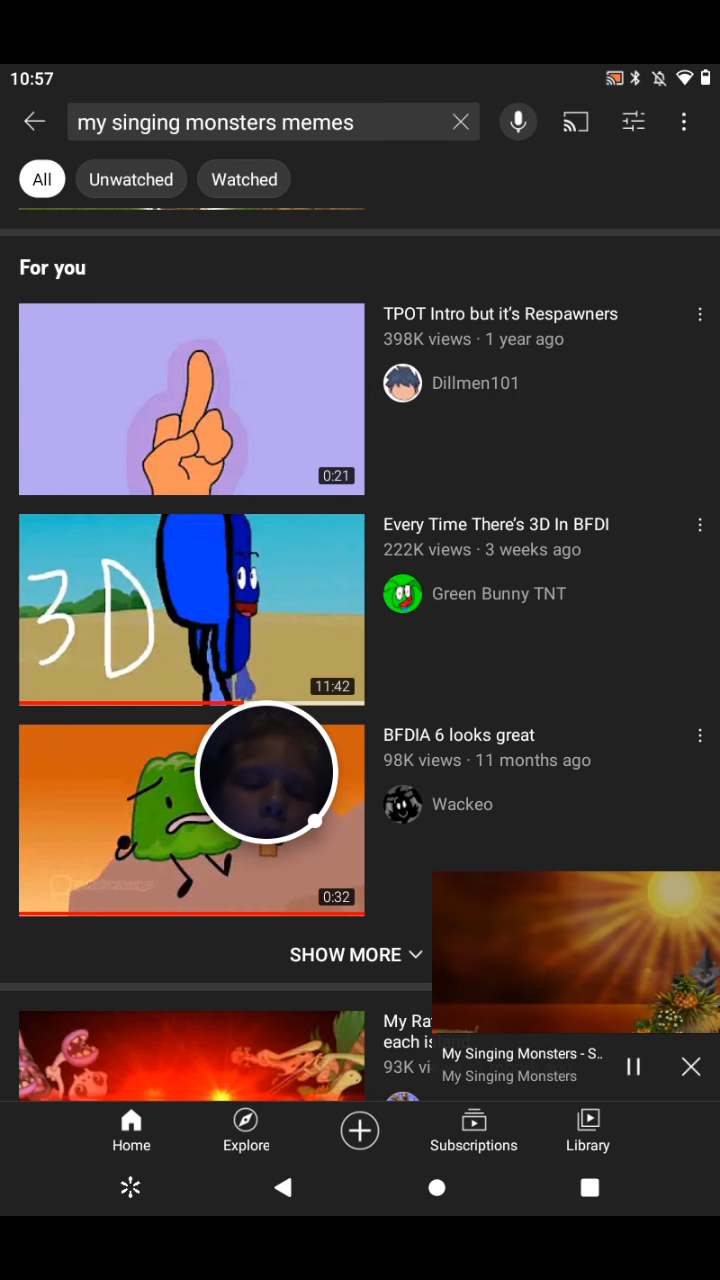 10:57
my singing monsters memes
All
Unwatched
Watched
For you
TPOT Intro but it's Respawners
398K views · 1 year ago
Dillmen101
0:21
Every Time There's 3D In BFDI
222K views · 3 weeks ago
Green Bunny TNT
3D
11:42
BFDIA 6 looks great
98K views · 11 months ago
Wackeo
0:32
SHOW MORE
My Ra
each island
93K vi
My Singing Monsters - S..
My Singing Monsters
Home
Explore
Subscriptions
Library